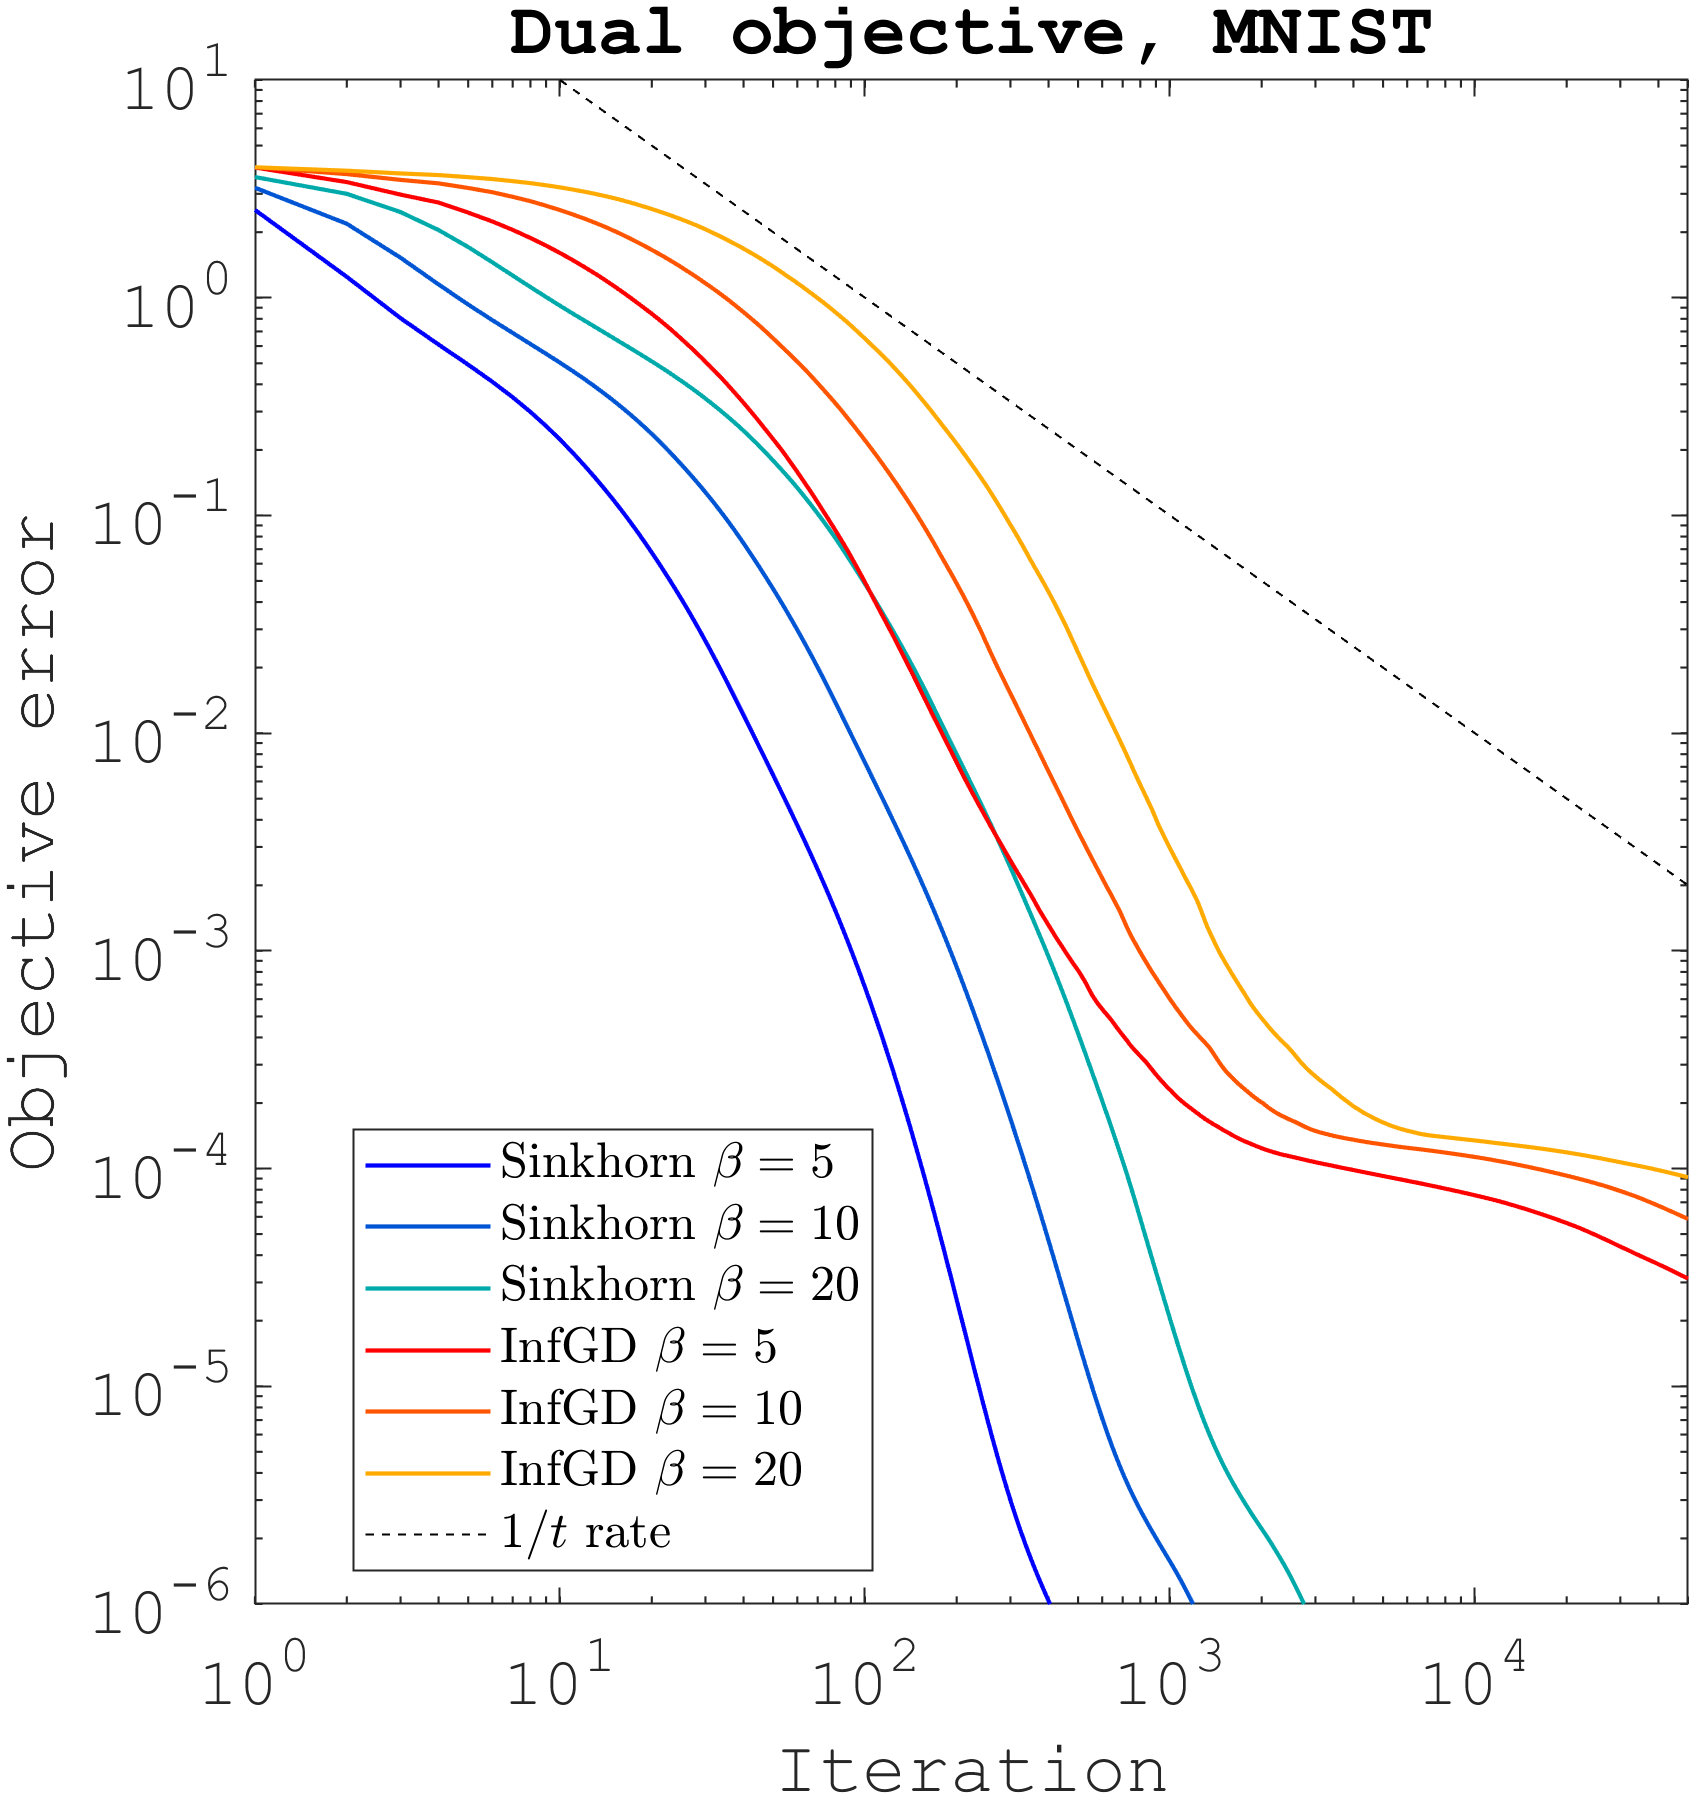 Dual objective, MNIST
10^1
10^0
10^-1
10^-2
10^-3
10^-4
10^-5
10^-6
Objective error
Sinkhorn β = 5
Sinkhorn β = 10
Sinkhorn β = 20
InfGD β = 5
InfGD β = 10
InfGD β = 20
1/t rate
10^0 10^1 10^2 10^3 10^4
Iteration